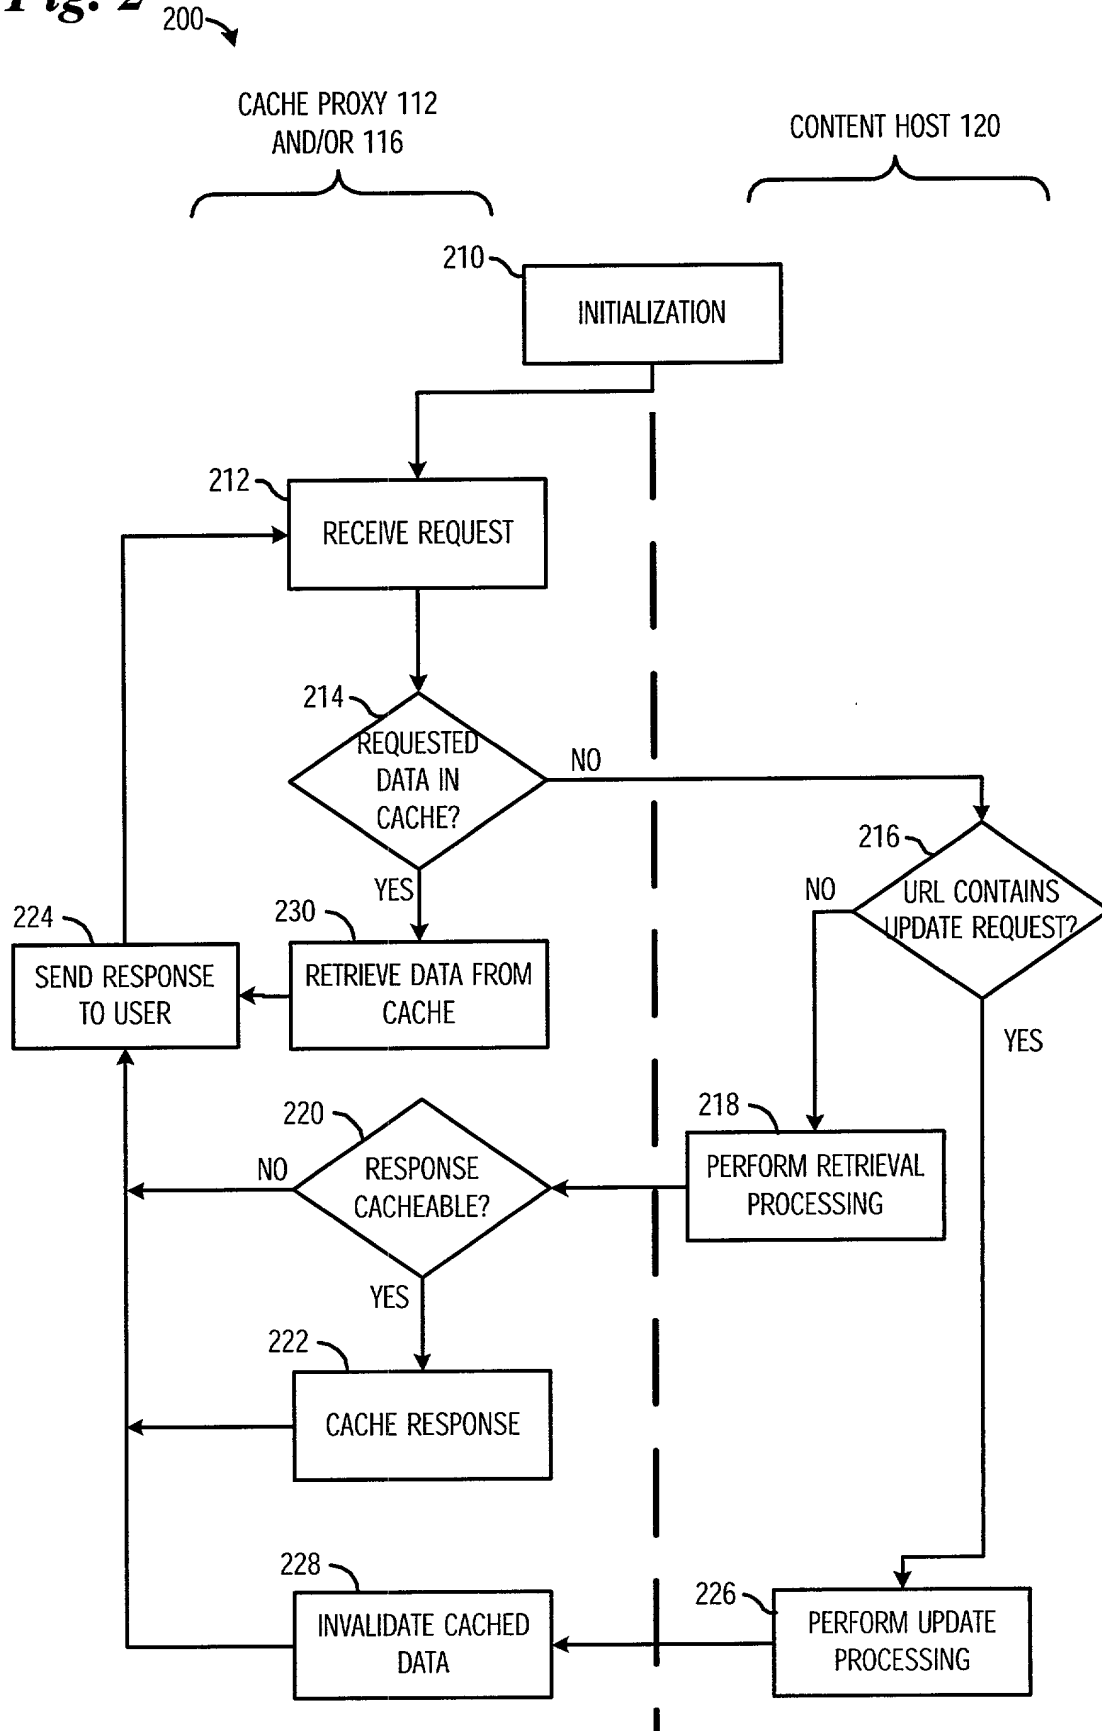 Fig. 2
200
CACHE PROXY 112
AND/OR 116
CONTENT HOST 120
210
INITIALIZATION
212
RECEIVE REQUEST
214
REQUESTED
DATA IN
CACHE?
NO
YES
216
URL CONTAINS
UPDATE REQUEST?
NO
YES
224
SEND RESPONSE
TO USER
230
RETRIEVE DATA FROM
CACHE
218
PERFORM RETRIEVAL
PROCESSING
220
RESPONSE
CACHEABLE?
NO
YES
222
CACHE RESPONSE
228
INVALIDATE CACHED
DATA
226
PERFORM UPDATE
PROCESSING